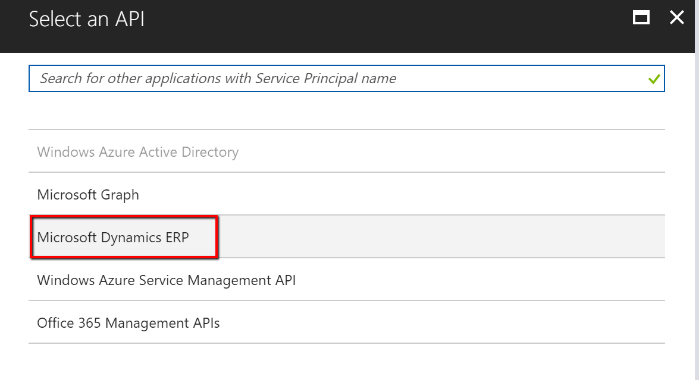 Select an API
Search for other applications with Service Principal name
Windows Azure Active Directory
Microsoft Graph
Microsoft Dynamics ERP
Windows Azure Service Management API
Office 365 Management APIs